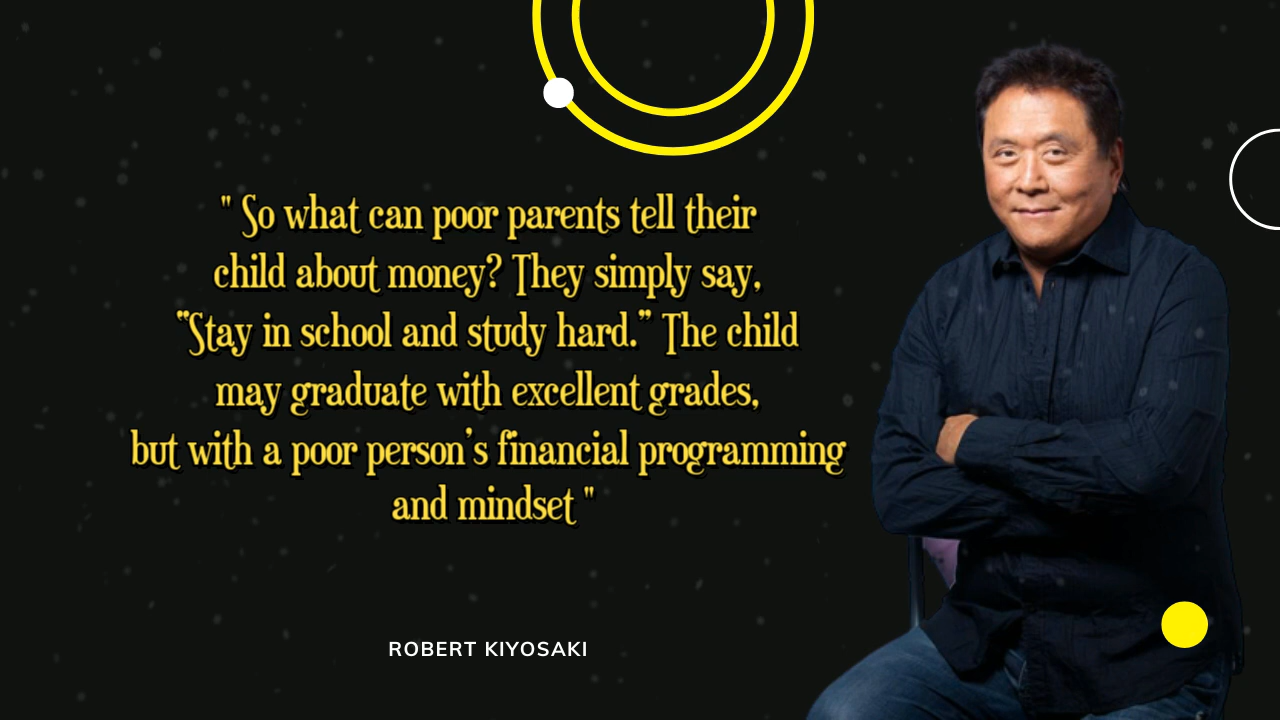 " So what can poor parents tell their
child about money? They simply say,
“Stay in school and study hard.” The child
may graduate with excellent grades,
but with a poor person’s financial programming
and mindset "
ROBERT KIYOSAKI